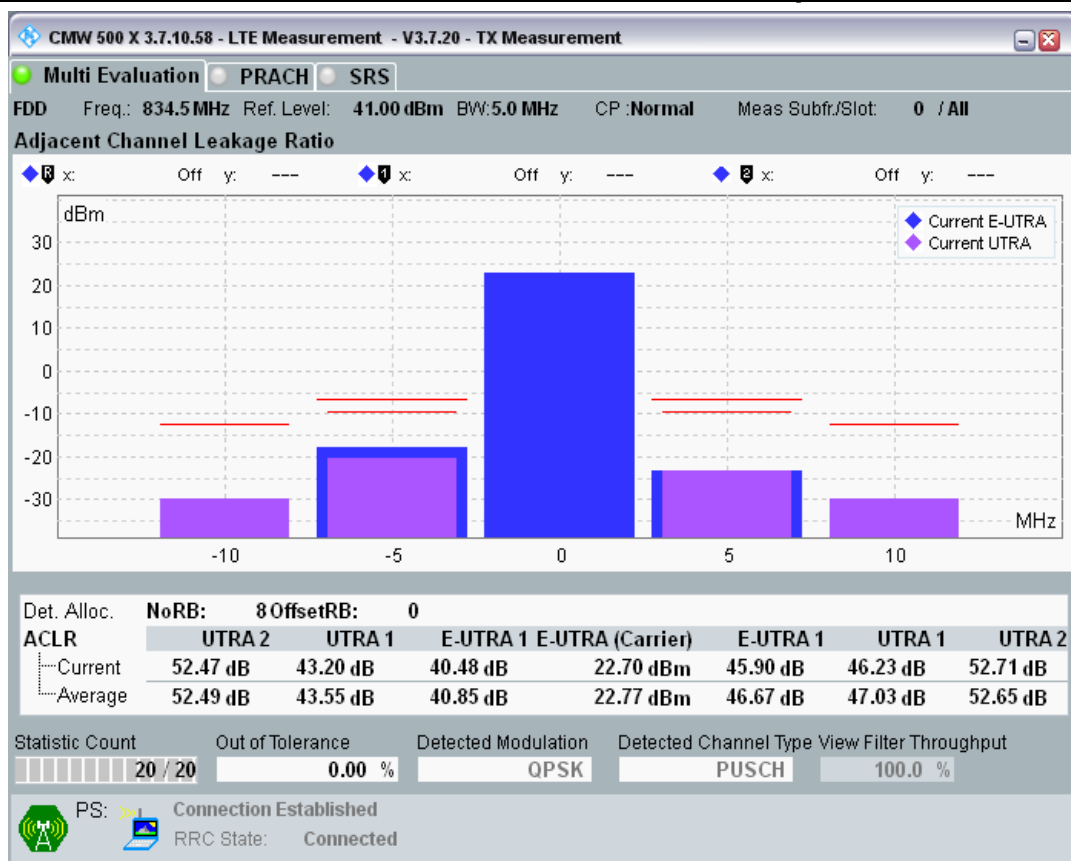 CMW 500 X 3.7.10.58 - LTE Measurement - V3.7.20 - TX Measurement
Multi Evaluation PRACH SRS
FDD Freq.: 834.5 MHz Ref. Level: 41.00 dBm BW:5.0 MHz CP :Normal Meas Subfr./Slot: 0 / All
Adjacent Channel Leakage Ratio
R x: Off y: --- 1 x: Off y: --- 2 x: Off y: ---
dBm
Current E-UTRA
Current UTRA
30
20
10
0
-10
-20
-30
MHz
-10 -5 0 5 10
Det. Alloc. NoRB: 8 OffsetRB: 0
ACLR UTRA 2 UTRA 1 E-UTRA 1 E-UTRA (Carrier) E-UTRA 1 UTRA 1 UTRA 2
Current 52.47 dB 43.20 dB 40.48 dB 22.70 dBm 45.90 dB 46.23 dB 52.71 dB
Average 52.49 dB 43.55 dB 40.85 dB 22.77 dBm 46.67 dB 47.03 dB 52.65 dB
Statistic Count Out of Tolerance Detected Modulation Detected Channel Type View Filter Throughput
20 / 20 0.00 % QPSK PUSCH 100.0 %
PS: Connection Established
RRC State: Connected